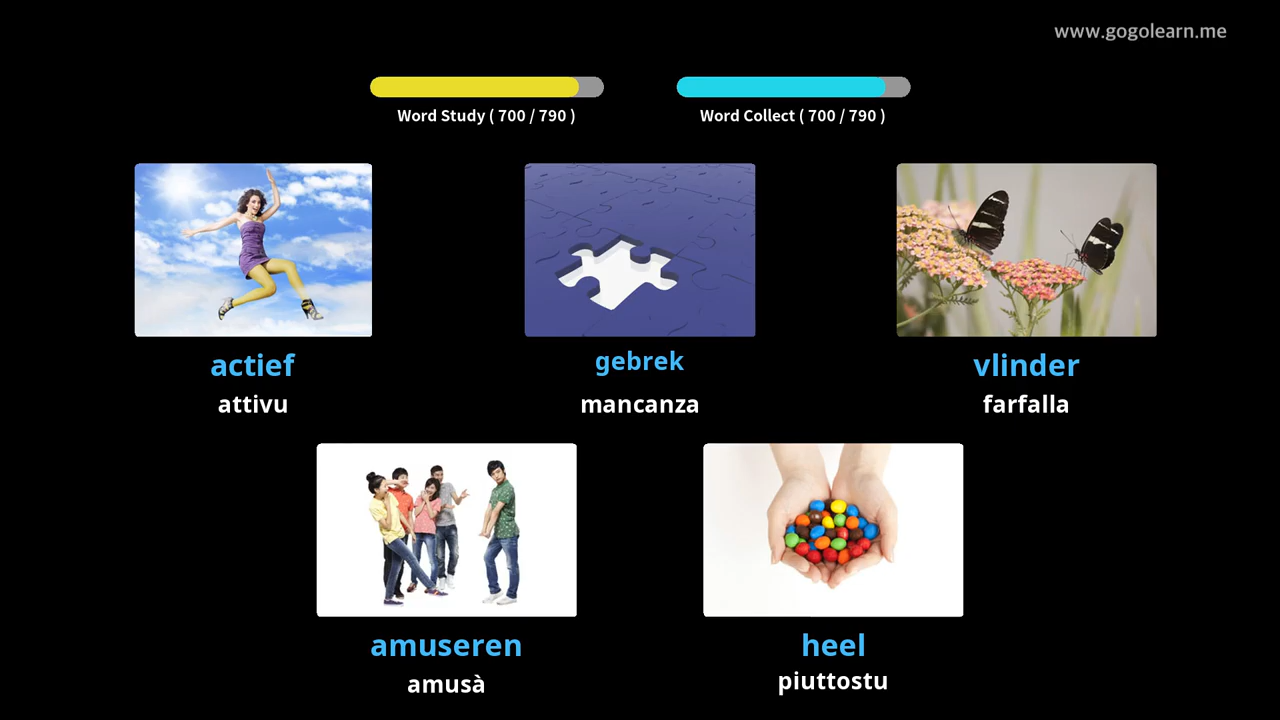 www.gogolearn.me
Word Study ( 700 / 790 )
Word Collect ( 700 / 790 )
actief
attivu
gebrek
mancanza
vlinder
farfalla
amuseren
amusà
heel
piuttostu